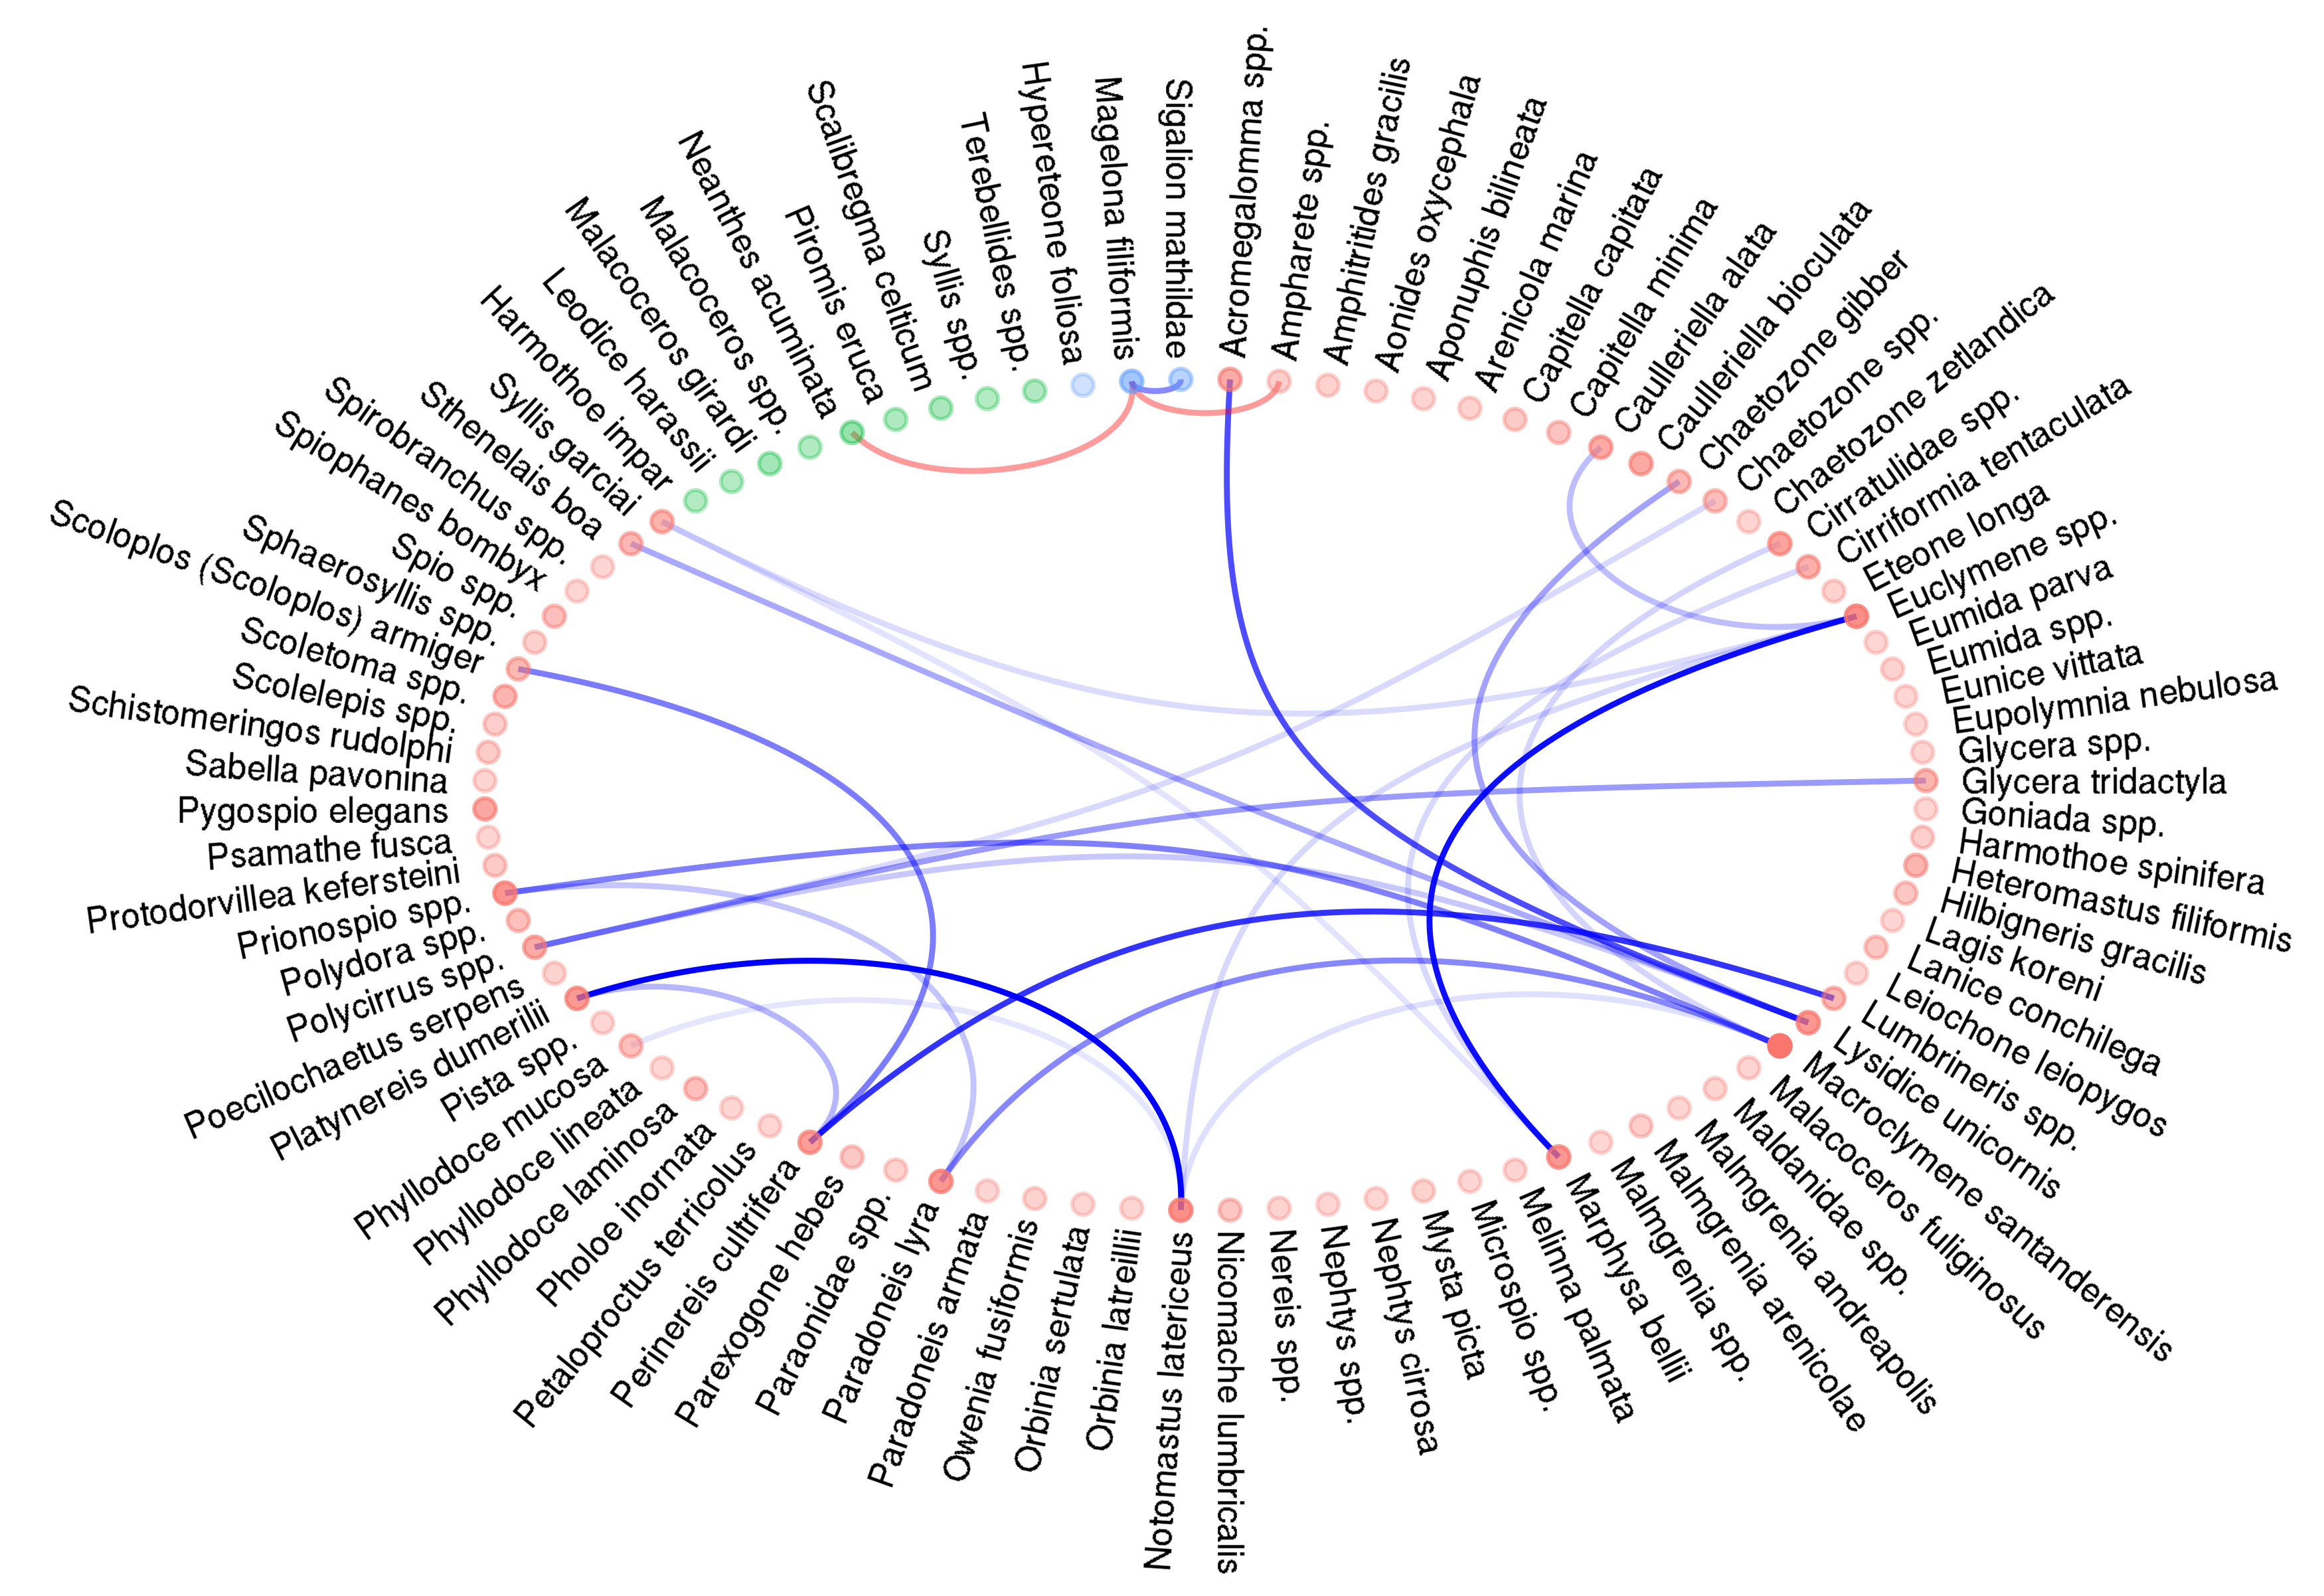 Acromegalomma spp.
Ampharete spp.
Amphitritides gracilis
Aonides oxycephala
Aponuphis bilineata
Arenicola marina
Capitella capitata
Capitella minima
Caulleriella alata
Caulleriella bioculata
Chaetozone gibber
Chaetozone spp.
Chaetozone zetlandica
Cirratulidae spp.
Cirriformia tentaculata
Eteone longa
Euclymene spp.
Eumida parva
Eumida spp.
Eunice vittata
Eupolymnia nebulosa
Glycera spp.
Glycera tridactyla
Goniada spp.
Harmothoe spinifera
Heteromastus filiformis
Hilbigneris gracilis
Lagis koreni
Lanice conchilega
Leiochone leiopygos
Lumbrineris spp.
Lysidice unicornis
Macroclymene santanderensis
Malacoceros fuliginosus
Maldanidae spp.
Malmgrenia andreapolis
Malmgrenia arenicolae
Malmgrenia spp.
Marphysa bellii
Melinna palmata
Microspio spp.
Mysta picta
Nephtys cirrosa
Nephtys spp.
Nereis spp.
Nicomache lumbricalis
Notomastus latericeus
Orbinia latreillii
Orbinia sertulata
Owenia fusiformis
Paradoneis armata
Paradoneis lyra
Paraonidae spp.
Parexogone hebes
Perinereis cultrifera
Petaloproctus terricolus
Pholoe inornata
Phyllodoce laminosa
Phyllodoce lineata
Phyllodoce mucosa
Pista spp.
Platynereis dumerilii
Poecilochaetus serpens
Polycirrus spp.
Polydora spp.
Prionospio spp.
Protodorvillea kefersteini
Psamathe fusca
Pygospio elegans
Sabella pavonina
Schistomeringos rudolphi
Scolelepis spp.
Scoletoma spp.
Scoloplos (Scoloplos) armiger
Sphaerosyllis spp.
Spio spp.
Spiophanes bombyx
Spirobranchus spp.
Sthenelais boa
Syllis garciai
Harmothoe impar
Leodice harassii
Malacoceros girardi
Malacoceros spp.
Neanthes acuminata
Piromis eruca
Scalibregma celticum
Syllis spp.
Terebellides spp.
Hypereteone foliosa
Magelona filiformis
Sigalion mathildae